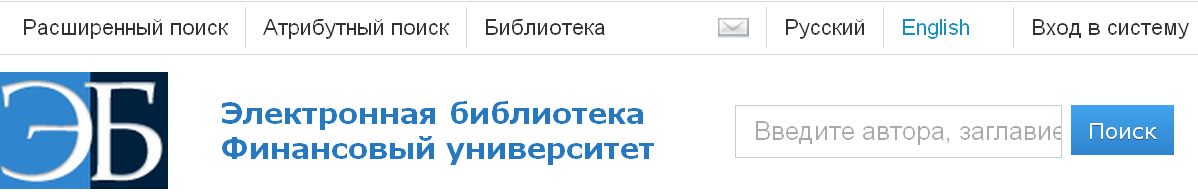 Расширенный поиск Атрибутный поиск Библиотека Русский English Вход в систему
ЭБ
Электронная библиотека
Финансовый университет
Введите автора, заглавие
Поиск